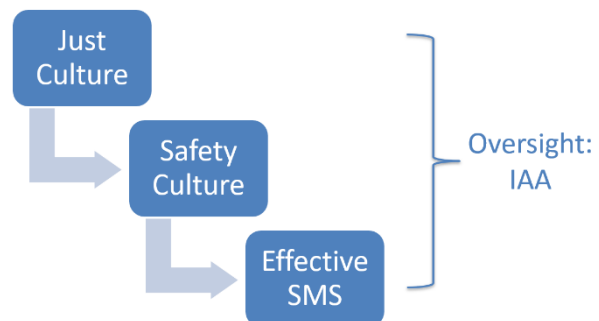 Just
Culture
Safety
Culture
Effective
SMS
Oversight:
IAA